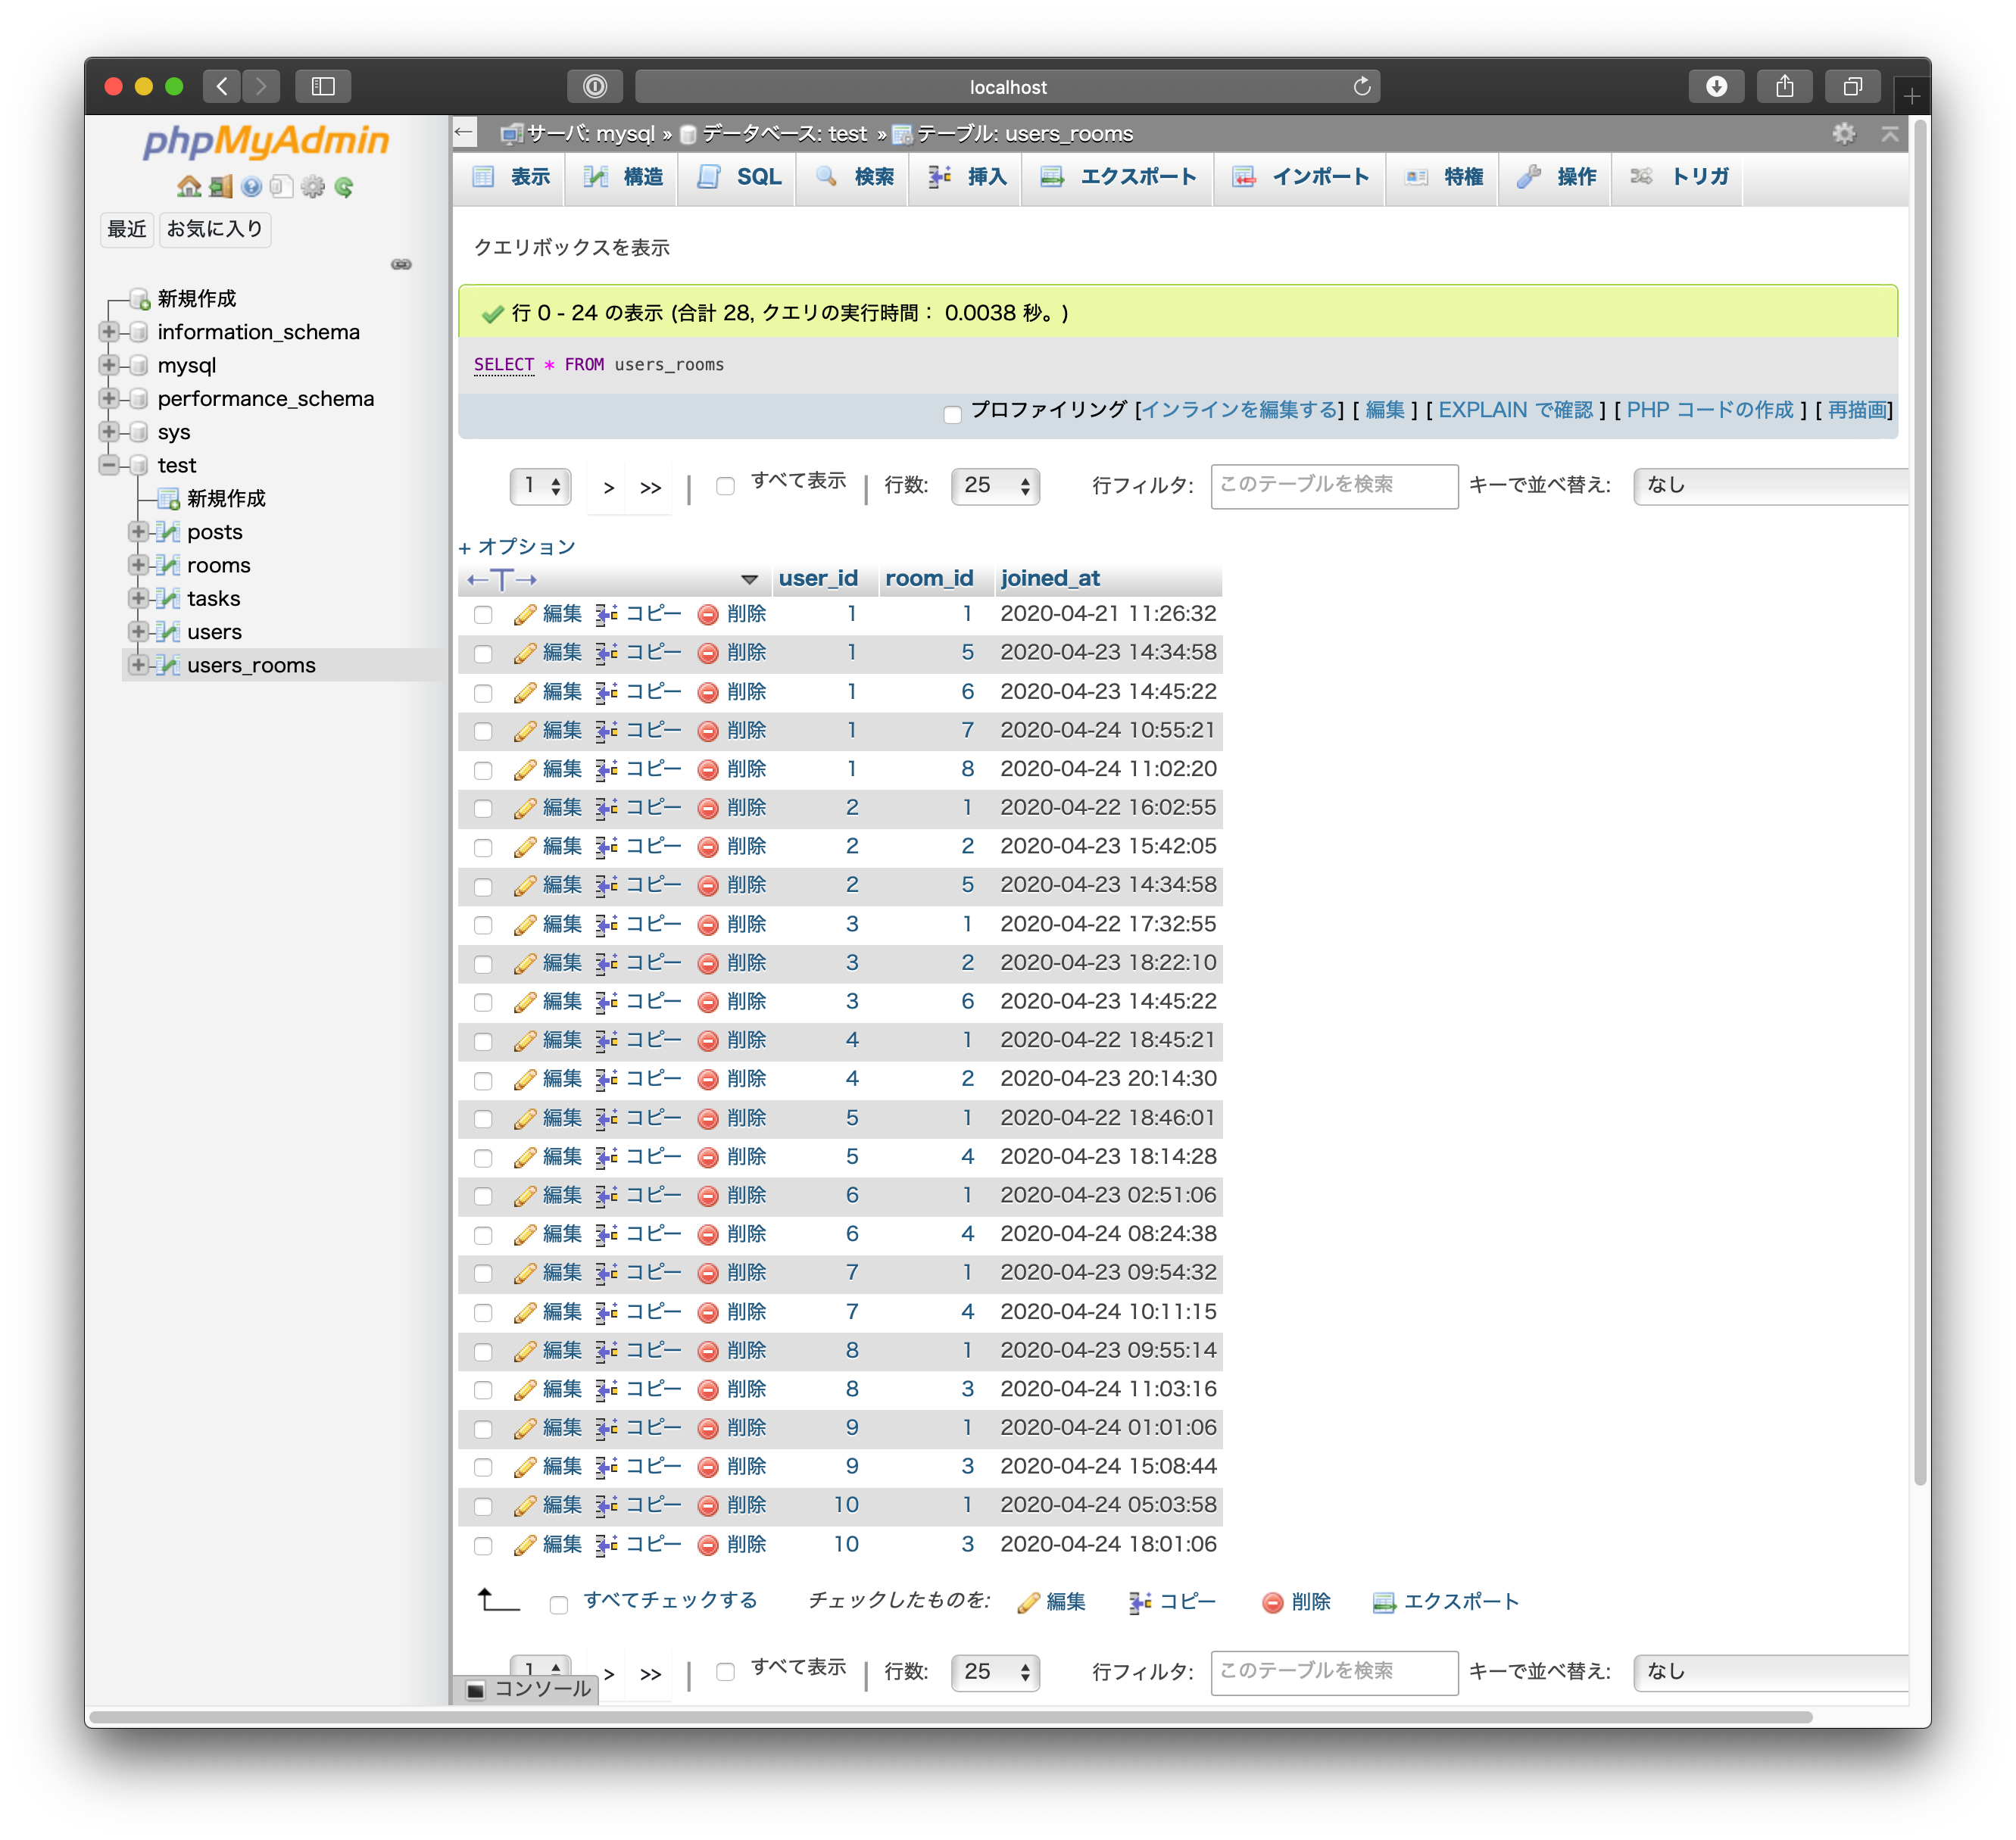 localhost
phpMyAdmin
最近 お気に入り
新規作成
information_schema
mysql
performance_schema
sys
test
新規作成
posts
rooms
tasks
users
users_rooms
サーバ: mysql » データベース: test » テーブル: users_rooms
表示 構造 SQL 検索 挿入 エクスポート インポート 特権 操作 トリガ
クエリボックスを表示
行 0 - 24 の表示 (合計 28, クエリの実行時間： 0.0038 秒。)
SELECT * FROM users_rooms
プロファイリング [インラインを編集する] [ 編集 ] [ EXPLAIN で確認 ] [ PHP コードの作成 ] [ 再描画]
1 > >> | すべて表示 | 行数: 25 行フィルタ: このテーブルを検索 キーで並べ替え: なし
+ オプション
←T→ user_id room_id joined_at
編集 コピー 削除 1 1 2020-04-21 11:26:32
編集 コピー 削除 1 5 2020-04-23 14:34:58
編集 コピー 削除 1 6 2020-04-23 14:45:22
編集 コピー 削除 1 7 2020-04-24 10:55:21
編集 コピー 削除 1 8 2020-04-24 11:02:20
編集 コピー 削除 2 1 2020-04-22 16:02:55
編集 コピー 削除 2 2 2020-04-23 15:42:05
編集 コピー 削除 2 5 2020-04-23 14:34:58
編集 コピー 削除 3 1 2020-04-22 17:32:55
編集 コピー 削除 3 2 2020-04-23 18:22:10
編集 コピー 削除 3 6 2020-04-23 14:45:22
編集 コピー 削除 4 1 2020-04-22 18:45:21
編集 コピー 削除 4 2 2020-04-23 20:14:30
編集 コピー 削除 5 1 2020-04-22 18:46:01
編集 コピー 削除 5 4 2020-04-23 18:14:28
編集 コピー 削除 6 1 2020-04-23 02:51:06
編集 コピー 削除 6 4 2020-04-24 08:24:38
編集 コピー 削除 7 1 2020-04-23 09:54:32
編集 コピー 削除 7 4 2020-04-24 10:11:15
編集 コピー 削除 8 1 2020-04-23 09:55:14
編集 コピー 削除 8 3 2020-04-24 11:03:16
編集 コピー 削除 9 1 2020-04-24 01:01:06
編集 コピー 削除 9 3 2020-04-24 15:08:44
編集 コピー 削除 10 1 2020-04-24 05:03:58
編集 コピー 削除 10 3 2020-04-24 18:01:06
すべてチェックする チェックしたものを: 編集 コピー 削除 エクスポート
1 > >> | すべて表示 | 行数: 25 行フィルタ: このテーブルを検索 キーで並べ替え: なし
コンソール